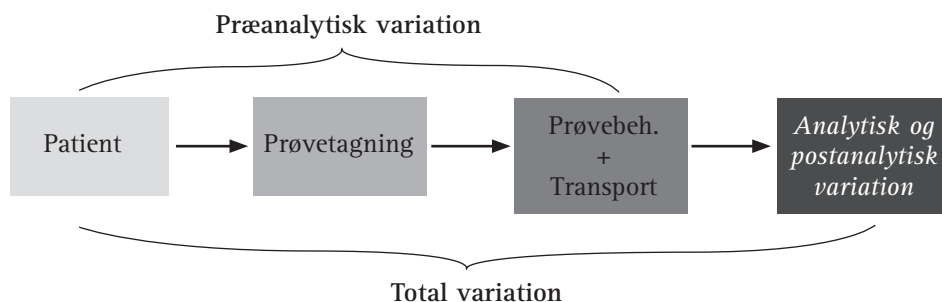 Præanalytisk variation
Patient
Prøvetagning
Prøvebeh.
+
Transport
Analytisk og
postanalytisk
variation
Total variation